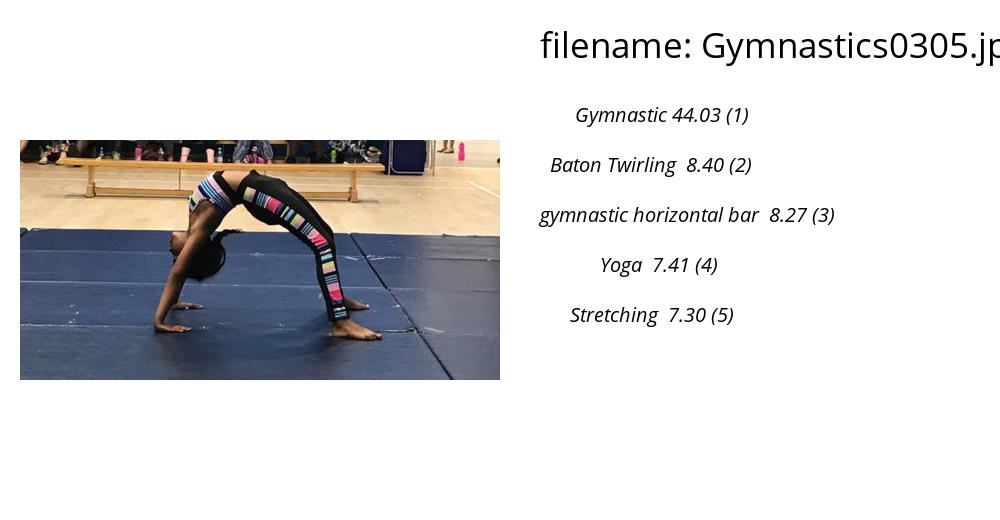 filename: Gymnastics0305.jp
Gymnastic 44.03 (1)
Baton Twirling 8.40 (2)
gymnastic horizontal bar 8.27 (3)
Yoga 7.41 (4)
Stretching 7.30 (5)